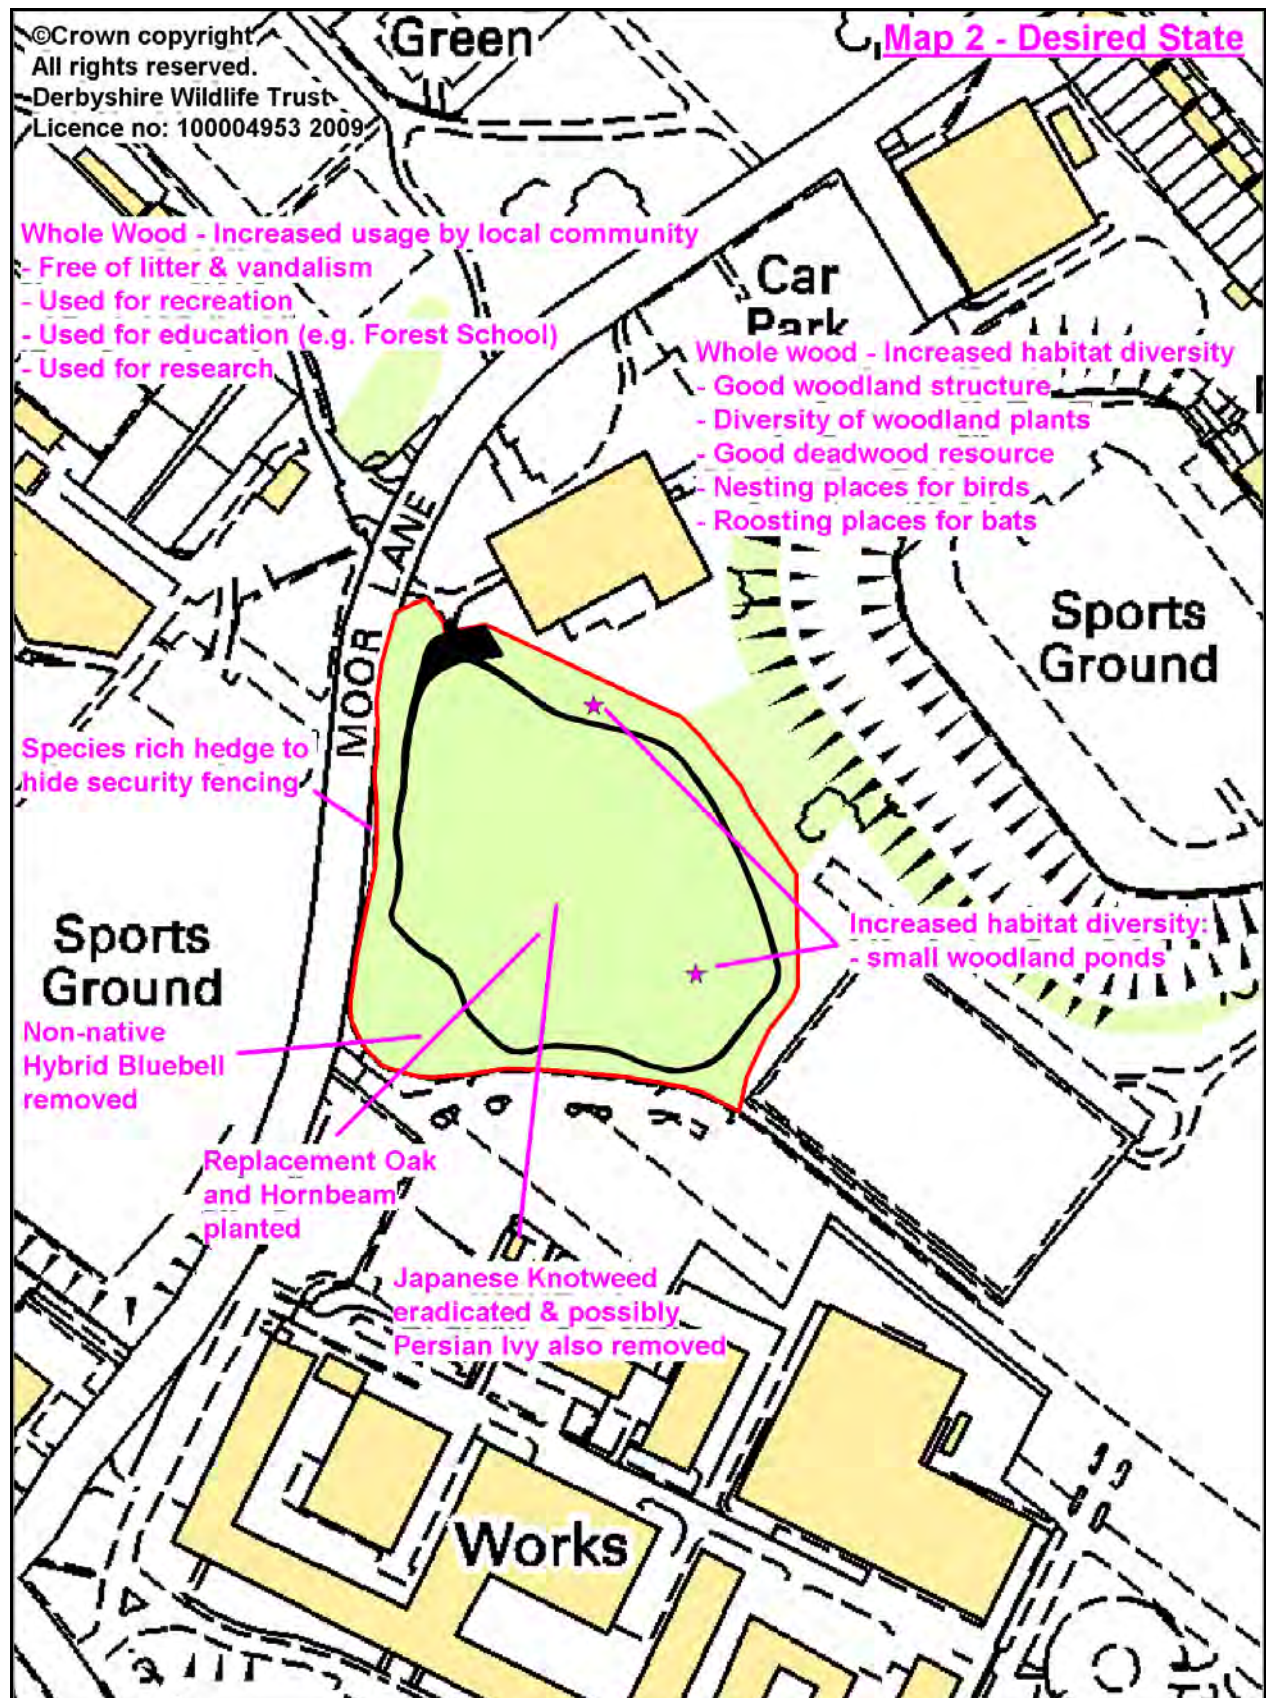 ©Crown copyright
All rights reserved.
Derbyshire Wildlife Trust
Licence no: 100004953 2009
Green
Map 2 - Desired State
Whole Wood - Increased usage by local community
- Free of litter & vandalism
- Used for recreation
- Used for education (e.g. Forest School)
- Used for research
Car
Park
Whole wood - Increased habitat diversity
- Good woodland structure
- Diversity of woodland plants
- Good deadwood resource
- Nesting places for birds
- Roosting places for bats
MOOR LANE
Sports
Ground
Species rich hedge to
hide security fencing
Sports
Ground
Increased habitat diversity:
- small woodland ponds
Non-native
Hybrid Bluebell
removed
Replacement Oak
and Hornbeam
planted
Japanese Knotweed
eradicated & possibly
Persian Ivy also removed
Works